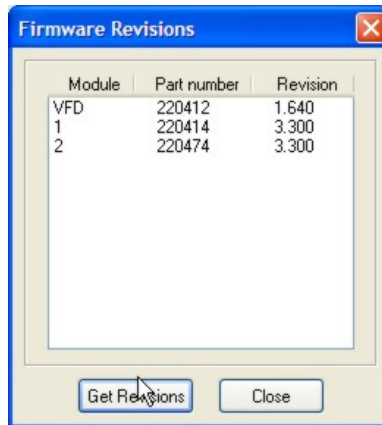 Firmware Revisions
Module Part number Revision
VFD 220412 1.640
1 220414 3.300
2 220474 3.300
Get Revisions Close